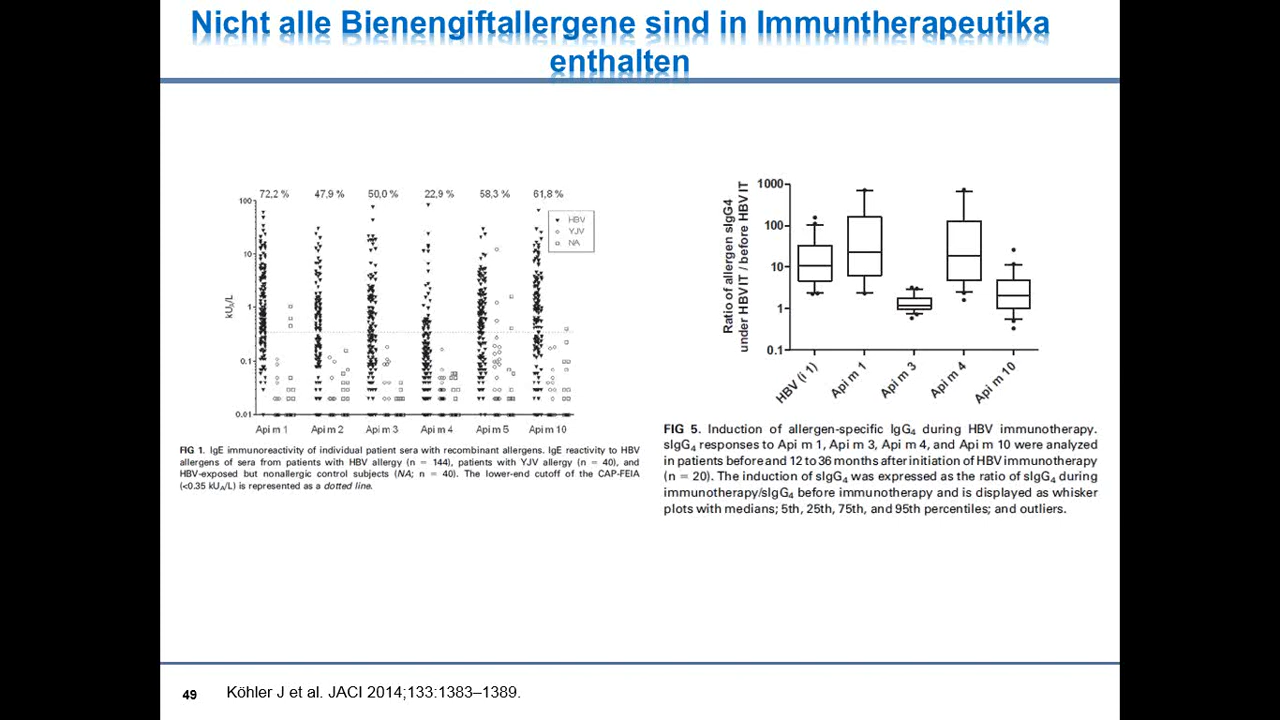 Nicht alle Bienengiftallergene sind in Immuntherapeutika
enthalten
72,2 % 47,9 % 50,0 % 22,9 % 58,3 % 61,8 %
100
10
1
0.1
0.01
kUA/L
HBV
YJV
NA
Api m 1 Api m 2 Api m 3 Api m 4 Api m 5 Api m 10
FIG 1. IgE immunoreactivity of individual patient sera with recombinant allergens. IgE reactivity to HBV
allergens of sera from patients with HBV allergy (n = 144), patients with YJV allergy (n = 40), and
HBV-exposed but nonallergic control subjects (NA; n = 40). The lower-end cutoff of the CAP-FEIA
(<0.35 kUA/L) is represented as a dotted line.
Ratio of allergen sIgG4
under HBV IT / before HBV IT
1000
100
10
1
0.1
HBV (i 1) Api m 1 Api m 3 Api m 4 Api m 10
FIG 5. Induction of allergen-specific IgG4 during HBV immunotherapy.
sIgG4 responses to Api m 1, Api m 3, Api m 4, and Api m 10 were analyzed
in patients before and 12 to 36 months after initiation of HBV immunotherapy
(n = 20). The induction of sIgG4 was expressed as the ratio of sIgG4 during
immunotherapy/sIgG4 before immunotherapy and is displayed as whisker
plots with medians; 5th, 25th, 75th, and 95th percentiles; and outliers.
49 Köhler J et al. JACI 2014;133:1383–1389.